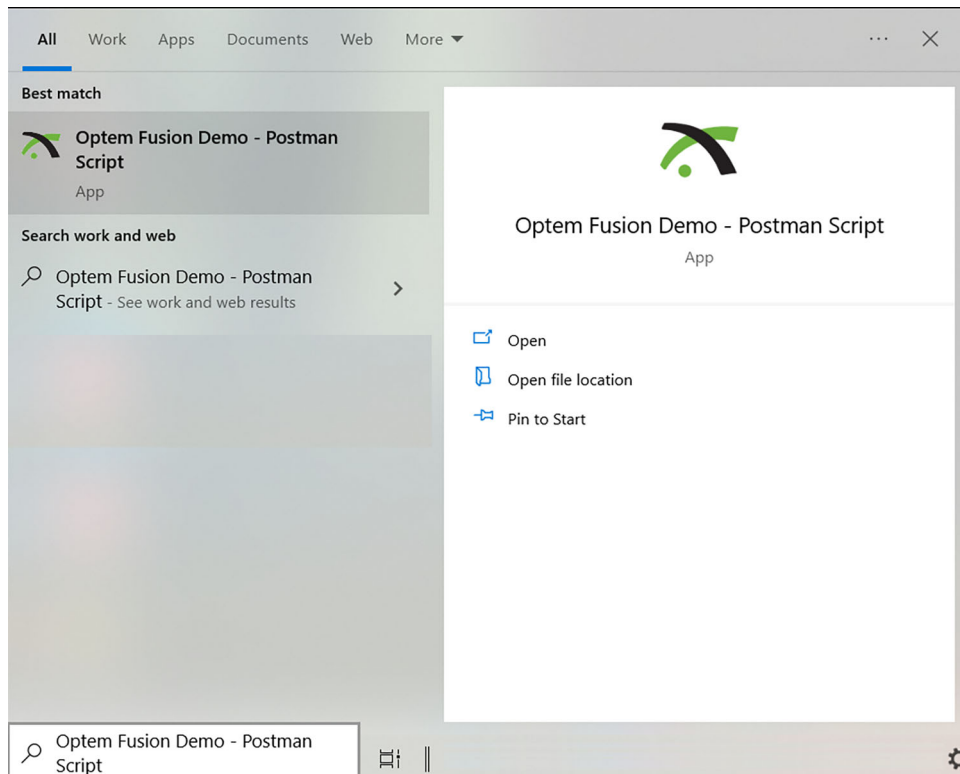 All Work Apps Documents Web More
Best match
Optem Fusion Demo - Postman
Script
App
Search work and web
Optem Fusion Demo - Postman
Script - See work and web results
Optem Fusion Demo - Postman Script
App
Open
Open file location
Pin to Start
Optem Fusion Demo - Postman
Script